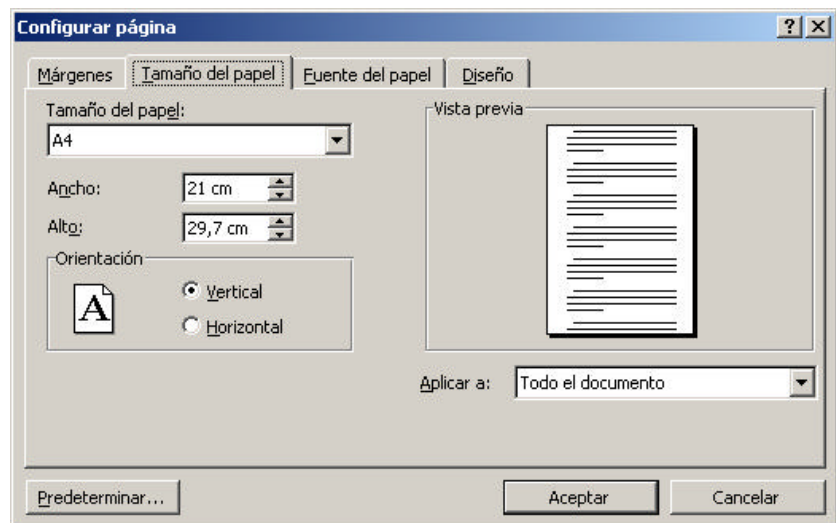 Configurar página
Márgenes Tamaño del papel Fuente del papel Diseño
Tamaño del papel:
A4
Ancho: 21 cm
Alto: 29,7 cm
Orientación
A
Vertical
Horizontal
Vista previa
Aplicar a: Todo el documento
Predeterminar... Aceptar Cancelar